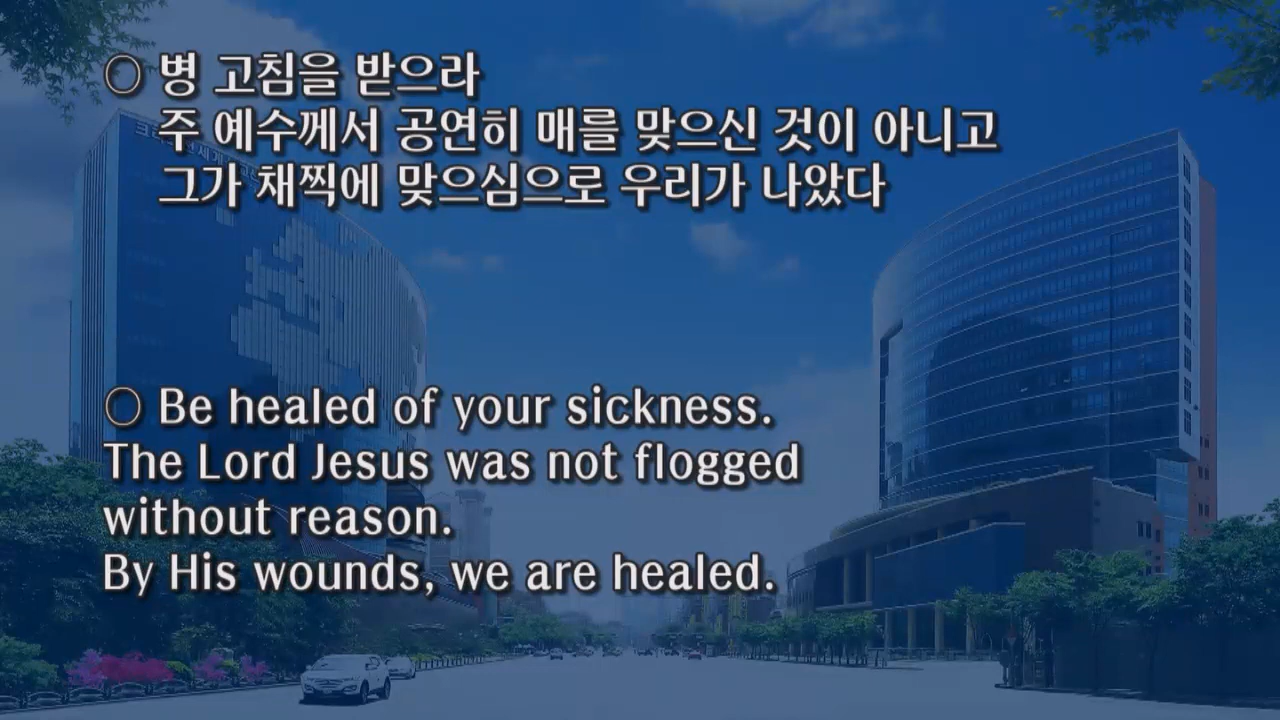 ○ 병 고침을 받으라
주 예수께서 공연히 매를 맞으신 것이 아니고
그가 채찍에 맞으심으로 우리가 나았다
○ Be healed of your sickness.
The Lord Jesus was not flogged
without reason.
By His wounds, we are healed.